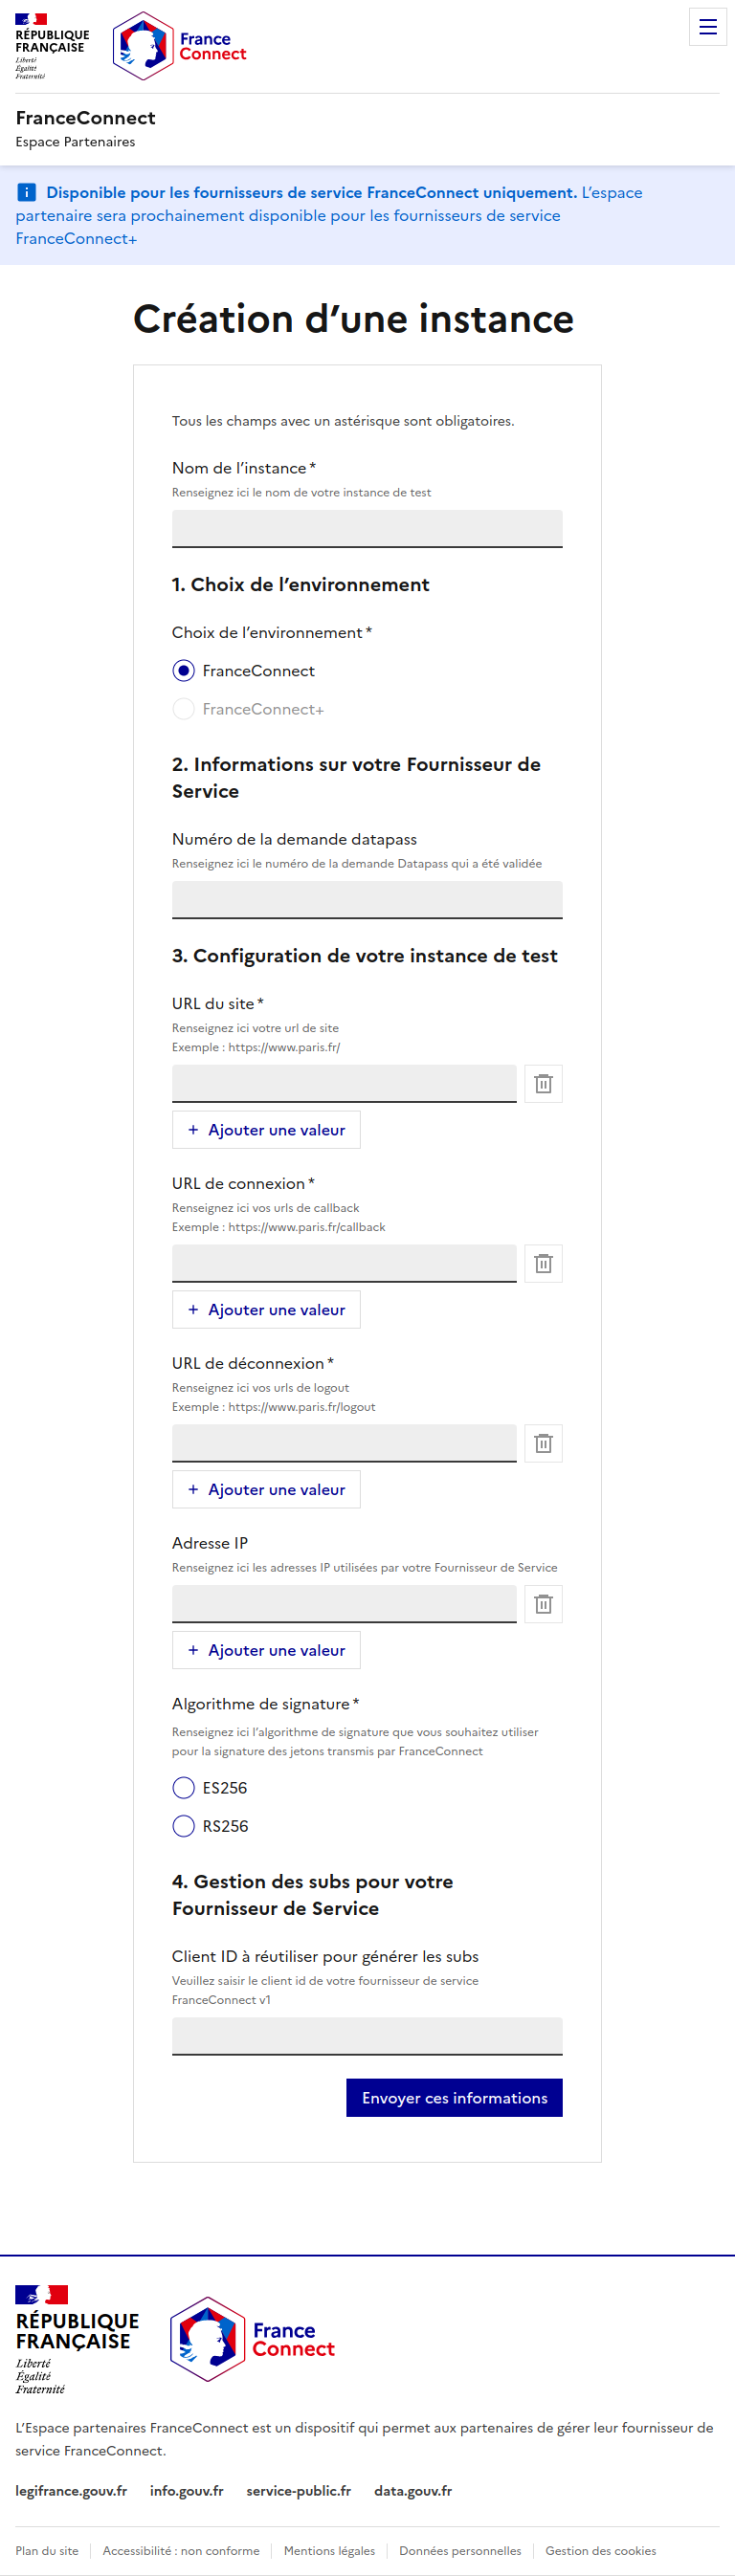 RÉPUBLIQUE
FRANÇAISE
Liberté
Égalité
Fraternité
France
Connect
FranceConnect
Espace Partenaires
Disponible pour les fournisseurs de service FranceConnect uniquement. L’espace
partenaire sera prochainement disponible pour les fournisseurs de service
FranceConnect+
Création d’une instance
Tous les champs avec un astérisque sont obligatoires.
Nom de l’instance *
Renseignez ici le nom de votre instance de test
1. Choix de l’environnement
Choix de l’environnement *
FranceConnect
FranceConnect+
2. Informations sur votre Fournisseur de
Service
Numéro de la demande datapass
Renseignez ici le numéro de la demande Datapass qui a été validée
3. Configuration de votre instance de test
URL du site *
Renseignez ici votre url de site
Exemple : https://www.paris.fr/
+ Ajouter une valeur
URL de connexion *
Renseignez ici vos urls de callback
Exemple : https://www.paris.fr/callback
+ Ajouter une valeur
URL de déconnexion *
Renseignez ici vos urls de logout
Exemple : https://www.paris.fr/logout
+ Ajouter une valeur
Adresse IP
Renseignez ici les adresses IP utilisées par votre Fournisseur de Service
+ Ajouter une valeur
Algorithme de signature *
Renseignez ici l’algorithme de signature que vous souhaitez utiliser
pour la signature des jetons transmis par FranceConnect
ES256
RS256
4. Gestion des subs pour votre
Fournisseur de Service
Client ID à réutiliser pour générer les subs
Veuillez saisir le client id de votre fournisseur de service
FranceConnect v1
Envoyer ces informations
RÉPUBLIQUE
FRANÇAISE
Liberté
Égalité
Fraternité
France
Connect
L’Espace partenaires FranceConnect est un dispositif qui permet aux partenaires de gérer leur fournisseur de
service FranceConnect.
legifrance.gouv.fr info.gouv.fr service-public.fr data.gouv.fr
Plan du site Accessibilité : non conforme Mentions légales Données personnelles Gestion des cookies